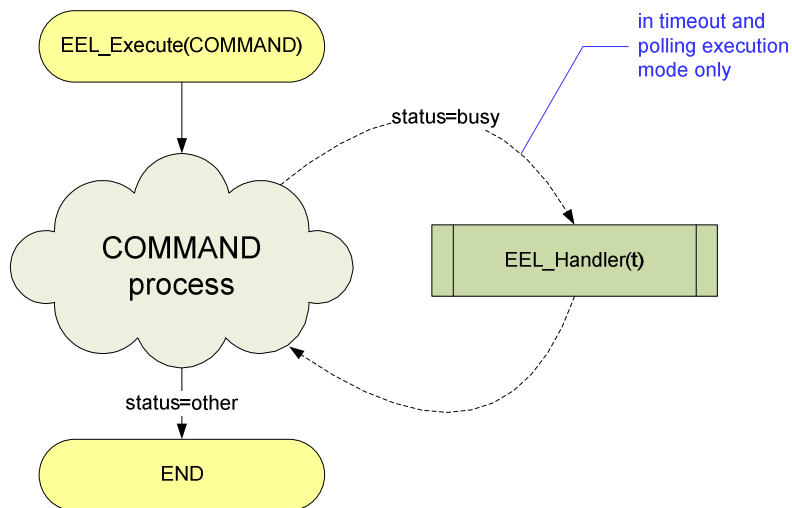 EEL_Execute(COMMAND)
in timeout and
polling execution
mode only
status=busy
COMMAND
process
EEL_Handler(t)
status=other
END